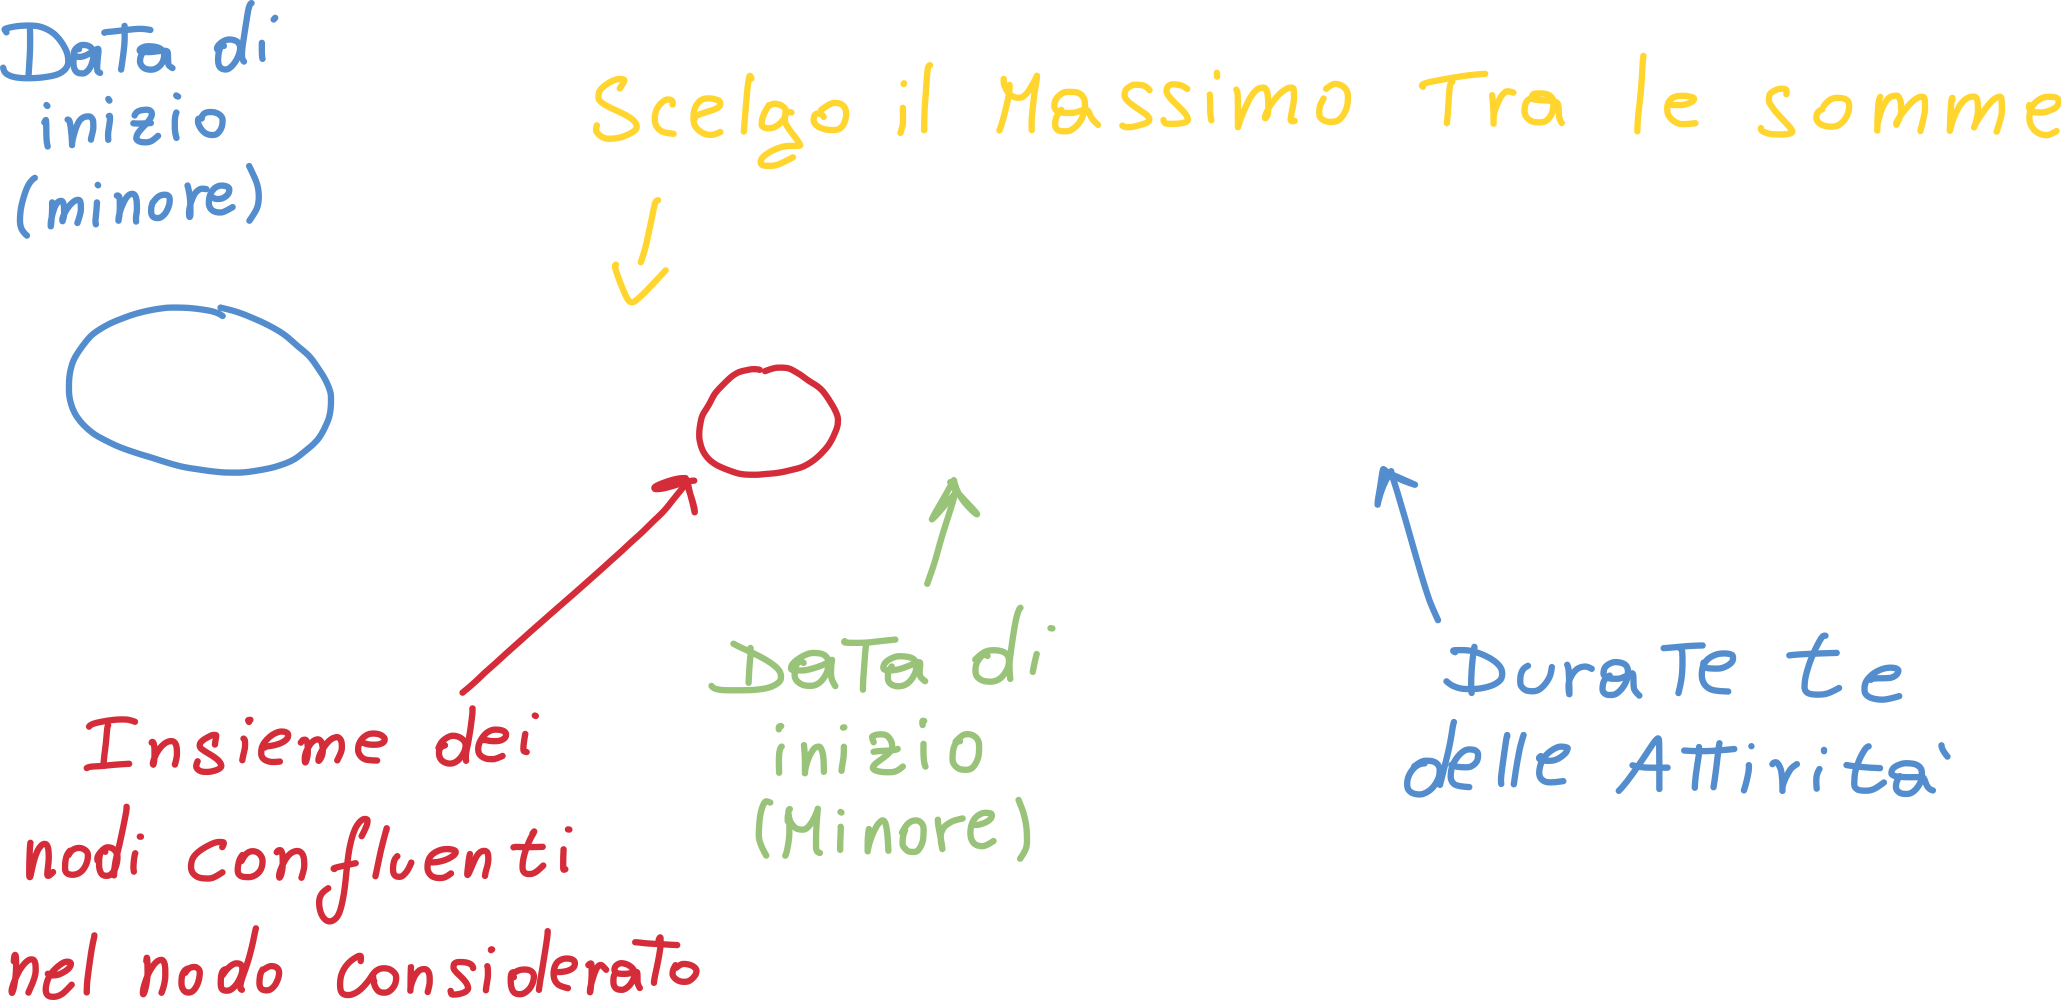 Data di
inizio
(minore)
Scelgo il Massimo Tra le somme
Data di
inizio
(Minore)
Durate te
delle Attività
Insieme dei
nodi confluenti
nel nodo considerato